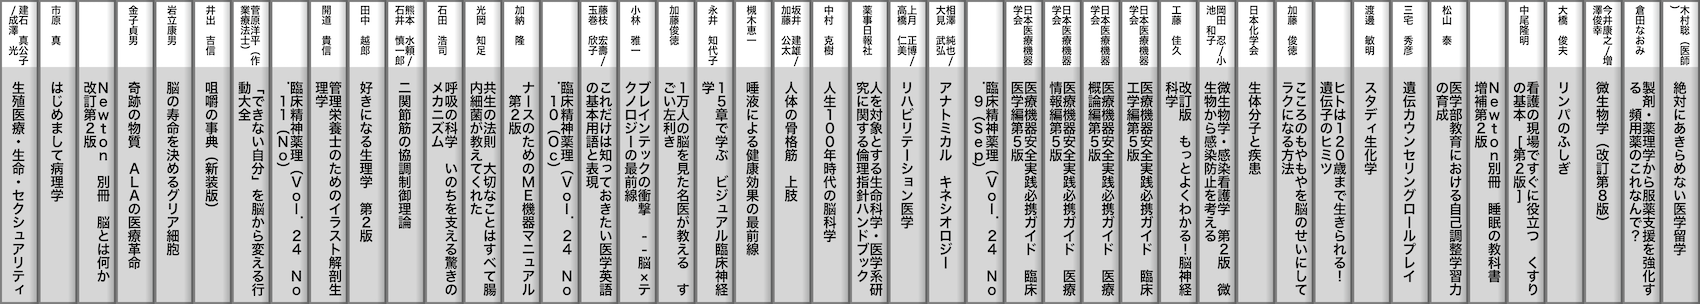 木村聡（医師
）
絶対にあきらめない医学留学
倉田なおみ
製剤・薬理学から服薬支援を強化す
る　頻用薬のこれなんで？
今井康之／増
澤俊幸
微生物学（改訂第８版）
大橋　俊夫
リンパのふしぎ
中尾隆明
看護の現場ですぐに役立つ　くすり
の基本　［第２版］
Ｎｅｗｔｏｎ別冊　睡眠の教科書
増補第２版
松山　泰
医学部教育における自己調整学習力
の育成
三宅　秀彦
遺伝カウンセリングロールプレイ
渡邊　敏明
スタディ生化学
ヒトは１２０歳まで生きられる！
遺伝子のヒミツ
加藤　俊徳
こころのもやもやを脳のせいにして
ラクになる方法
日本化学会
生体分子と疾患
岡田　忍／小
池　和子
微生物学・感染看護学　第２版　微
生物から感染防止を考える
工藤　佳久
改訂版　もっとよくわかる！脳神経
科学
日本医療機器
学会
医療機器安全実践必携ガイド　医療
工学編第５版
日本医療機器
学会
医療機器安全実践必携ガイド　医療
概論編第５版
日本医療機器
学会
医療機器安全実践必携ガイド　医療
情報編第５版
日本医療機器
学会
医療機器安全実践必携ガイド　臨床
医学編第５版
臨床精神薬理（Ｖｏｌ．２４　Ｎｏ
．９（Ｓｅｐ）
相澤　純也／
大見　武弘
アナトミカル　キネシオロジー
上月　正博／
高橋　仁美
リハビリテーション医学
薬事日報社
人を対象とする生命科学・医学系研
究に関する倫理指針ハンドブック
中村　克樹
人生１００年時代の脳科学
坂井　建雄／
加藤　公太
人体の骨格筋　上肢
槻木恵一
唾液による健康効果の最前線
永井　知代子
１５章で学ぶ　ビジュアル臨床神経
学
加藤俊徳
１万人の脳を見た名医が教える　す
ごい左利き
小林　雅一
ブレインテックの衝撃　－－脳×テ
クノロジーの最前線
藤枝　宏壽／
玉巻　欣子
これだけは知っておきたい医学英語
の基本用語と表現
臨床精神薬理（Ｖｏｌ．２４　Ｎｏ
．１０（Ｏｃ）
加納　隆
ナースのためのＭＥ機器マニュアル
　第２版
光岡　知足
共生の法則　大切なことはすべて腸
内細菌が教えてくれた
石田　浩司
呼吸の科学　いのちを支える驚きの
メカニズム
熊本　水頼／
石井　慎一郎
二関節筋の協調制御理論
田中　越郎
好きになる生理学　第２版
開道　貴信
管理栄養士のためのイラスト解剖生
理学
臨床精神薬理（Ｖｏｌ．２４　Ｎｏ
．１１（Ｎｏ）
菅原洋平（作
業療法士）
「できない自分」を脳から変える行
動大全
井出　吉信
咀嚼の事典（新装版）
岩立康男
脳の寿命を決めるグリア細胞
金子貞男
奇跡の物質　ＡＬＡの医療革命
Ｎｅｗｔｏｎ　別冊　脳とは何か
改訂第２版
市原　真
はじめまして病理学
建石　真公子
／成澤　光
生殖医療・生命・セクシュアリティ